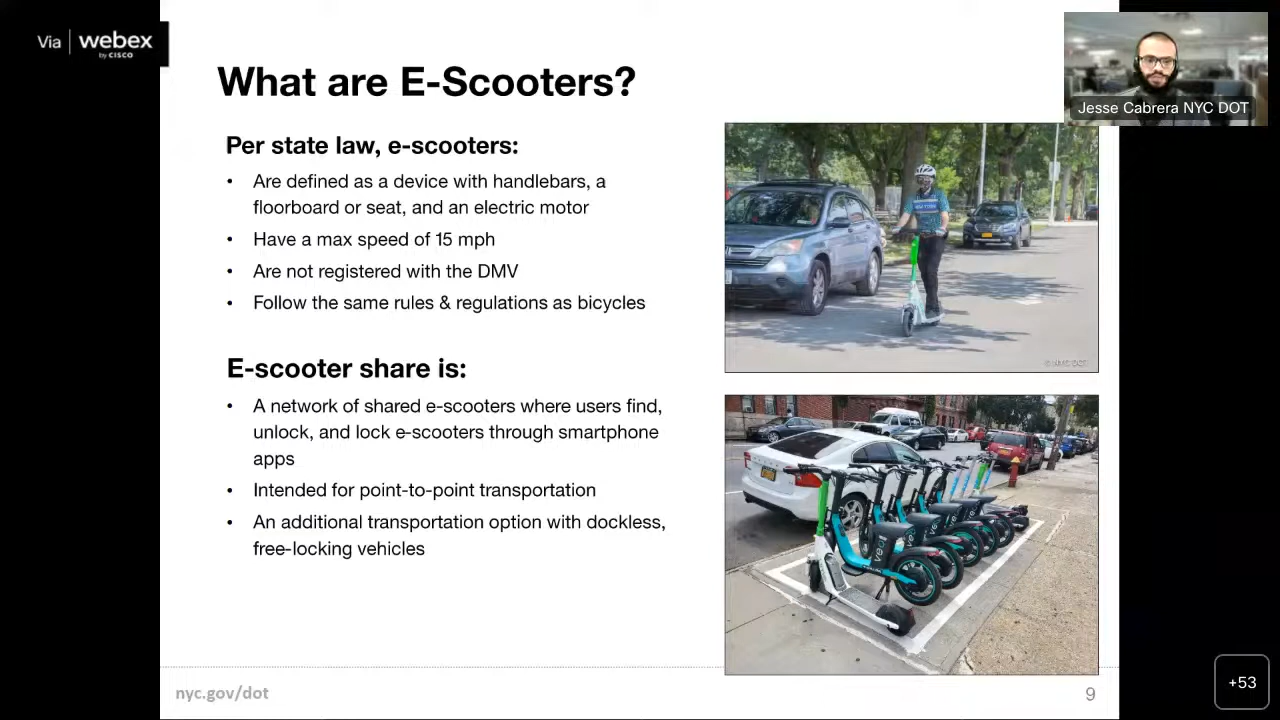 Via | webex
by CISCO
Jesse Cabrera NYC DOT
What are E-Scooters?
Per state law, e-scooters:
• Are defined as a device with handlebars, a
floorboard or seat, and an electric motor
• Have a max speed of 15 mph
• Are not registered with the DMV
• Follow the same rules & regulations as bicycles
© NYC DOT
E-scooter share is:
• A network of shared e-scooters where users find,
unlock, and lock e-scooters through smartphone
apps
• Intended for point-to-point transportation
• An additional transportation option with dockless,
free-locking vehicles
veo
nyc.gov/dot
9
+53